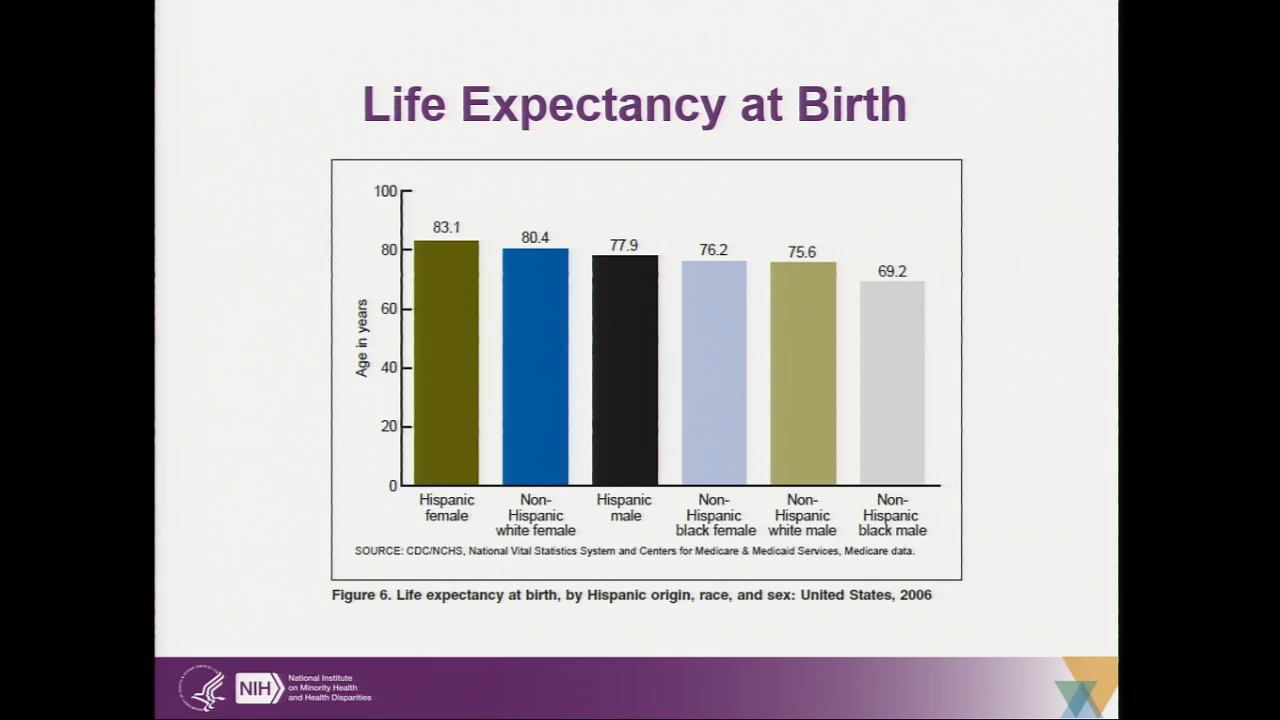 Life Expectancy at Birth
100
80
60
40
20
0
Age in years
83.1
80.4
77.9
76.2
75.6
69.2
Hispanic
female
Non-
Hispanic
white female
Hispanic
male
Non-
Hispanic
black female
Non-
Hispanic
white male
Non-
Hispanic
black male
SOURCE: CDC/NCHS, National Vital Statistics System and Centers for Medicare & Medicaid Services, Medicare data.
Figure 6. Life expectancy at birth, by Hispanic origin, race, and sex: United States, 2006
NIH
National Institute
on Minority Health
and Health Disparities